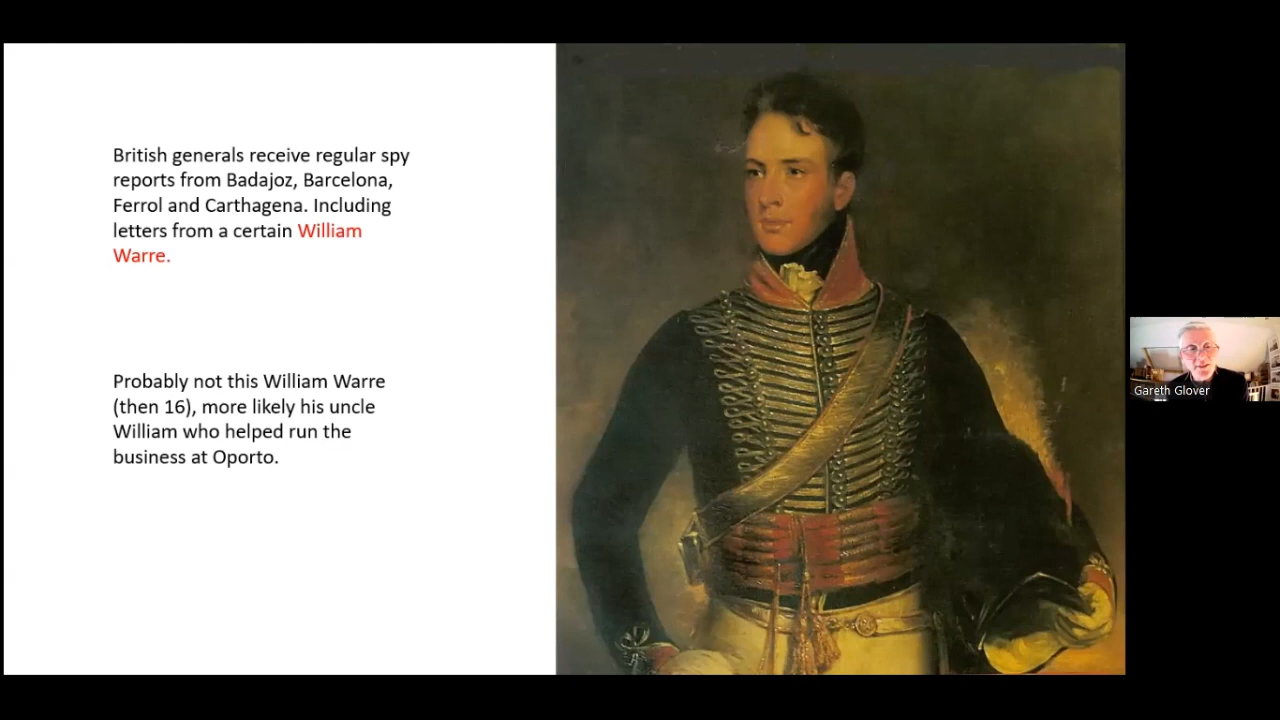 British generals receive regular spy
reports from Badajoz, Barcelona,
Ferrol and Carthagena. Including
letters from a certain William
Warre.
Probably not this William Warre
(then 16), more likely his uncle
William who helped run the
business at Oporto.
Gareth Glover